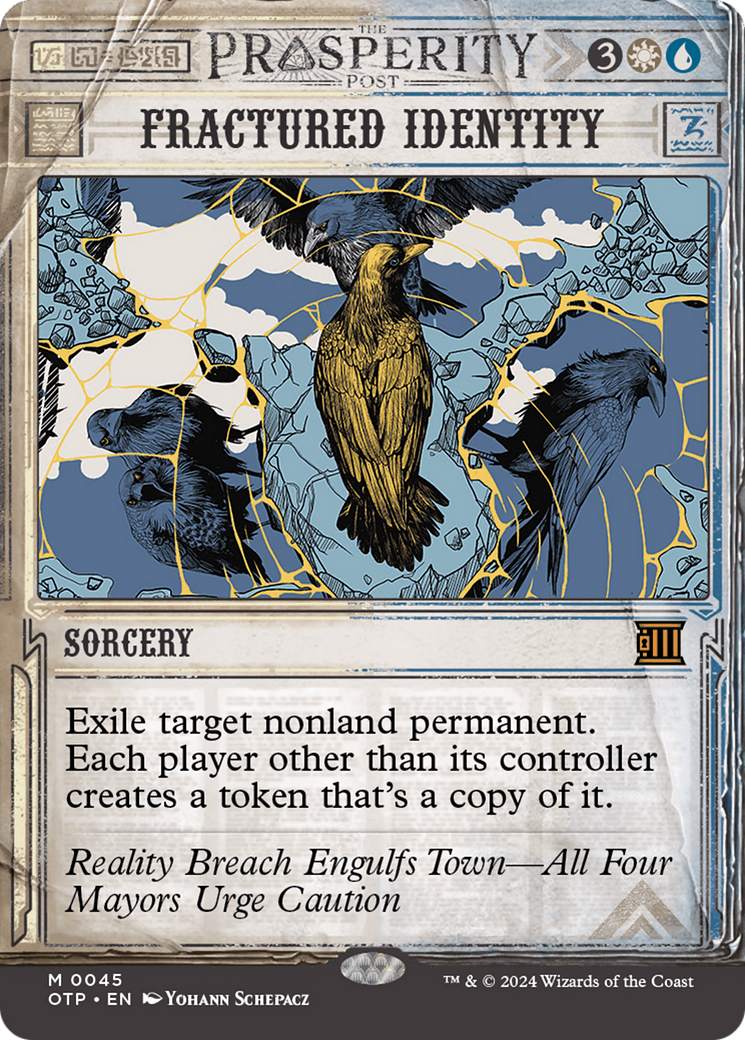 THE
PROSPERITY
POST
3
FRACTURED IDENTITY
SORCERY
Exile target nonland permanent.
Each player other than its controller
creates a token that’s a copy of it.
Reality Breach Engulfs Town—All Four
Mayors Urge Caution
M 0045
OTP • EN Yohann Schepacz
™ & © 2024 Wizards of the Coast